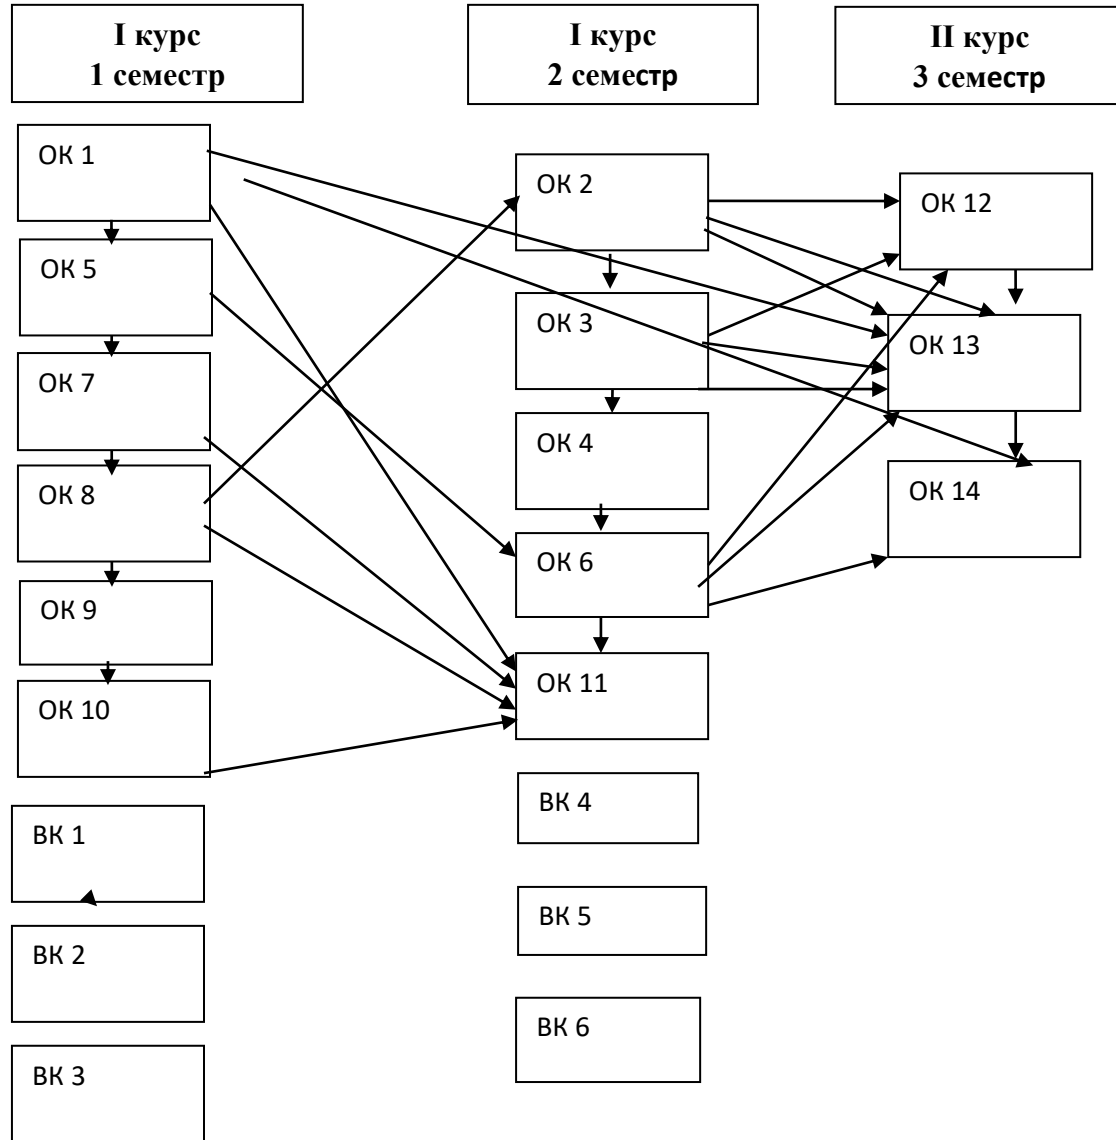 I курс
1 семестр
I курс
2 семестр
II курс
3 семестр
ОК 1
ОК 5
ОК 7
ОК 8
ОК 9
ОК 10
ВК 1
ВК 2
ВК 3
ОК 2
ОК 3
ОК 4
ОК 6
ОК 11
ВК 4
ВК 5
ВК 6
ОК 12
ОК 13
ОК 14